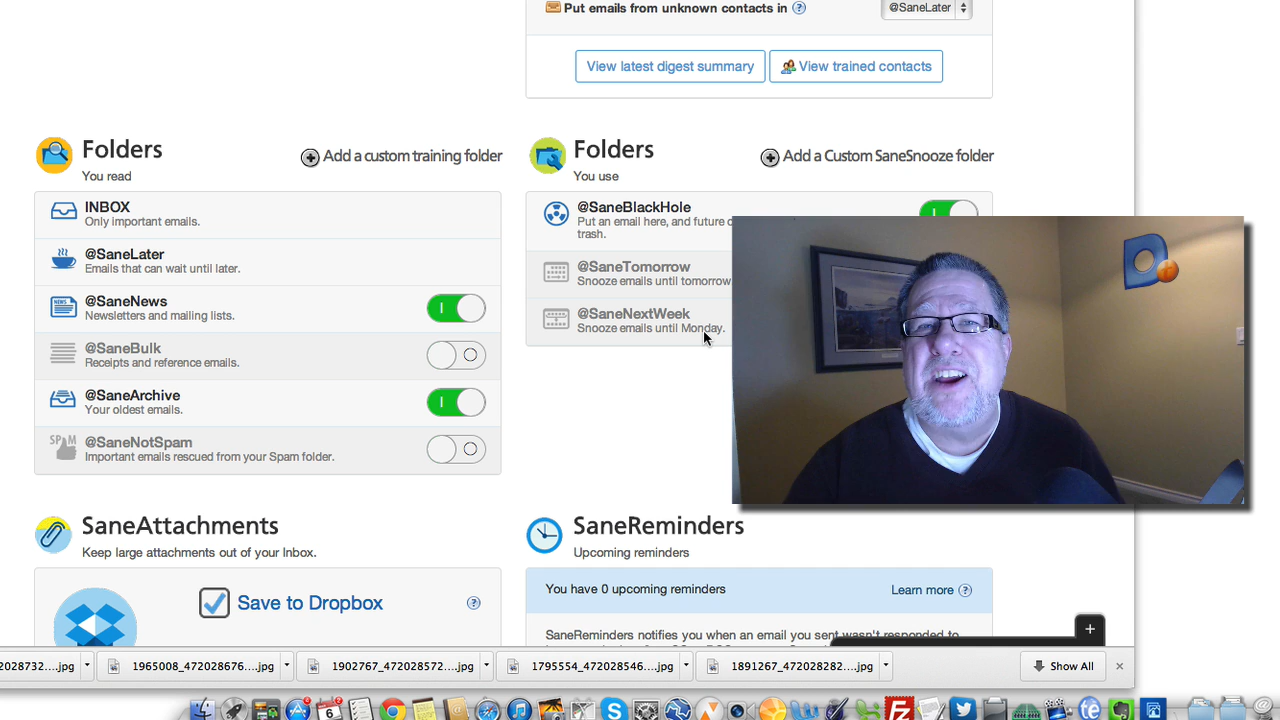 Put emails from unknown contacts in ?
@SaneLater
View latest digest summary
View trained contacts
Folders
You read
Add a custom training folder
INBOX
Only important emails.
@SaneLater
Emails that can wait until later.
@SaneNews
Newsletters and mailing lists.
@SaneBulk
Receipts and reference emails.
@SaneArchive
Your oldest emails.
SPAM
@SaneNotSpam
Important emails rescued from your Spam folder.
Folders
You use
Add a Custom SaneSnooze folder
@SaneBlackHole
Put an email here, and future
trash.
@SaneTomorrow
Snooze emails until tomorrow
@SaneNextWeek
Snooze emails until Monday.
SaneAttachments
Keep large attachments out of your Inbox.
Save to Dropbox ?
SaneReminders
Upcoming reminders
You have 0 upcoming reminders
Learn more ?
SaneReminders notifies you when an email you sent wasn't responded to
028732....jpg
1965008_472028676....jpg
1902767_472028572....jpg
1795554_472028546....jpg
1891267_472028282....jpg
Show All